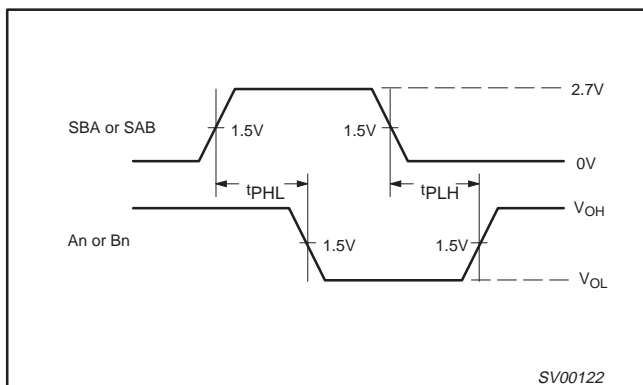 2.7V
SBA or SAB
1.5V
1.5V
0V
tPHL
tPLH
VOH
An or Bn
1.5V
1.5V
VOL
SV00122